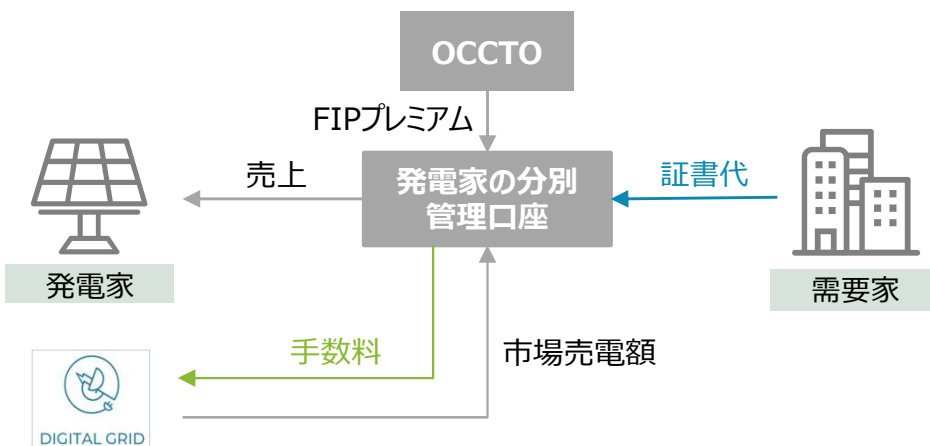 OCCTO
FIPプレミアム
売上
発電家の分別
管理口座
証書代
発電家
需要家
手数料
市場売電額
DIGITAL GRID